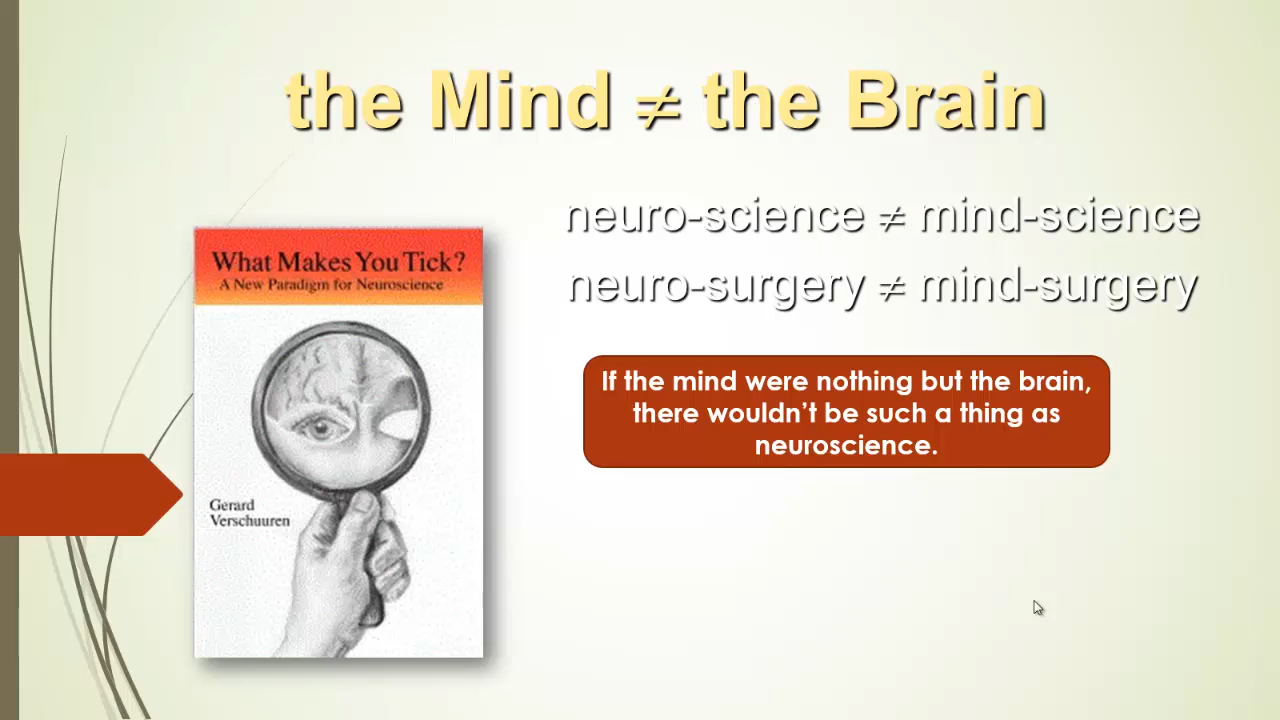 the Mind ≠ the Brain
neuro-science ≠ mind-science
neuro-surgery ≠ mind-surgery
What Makes You Tick?
A New Paradigm for Neuroscience
Gerard
Verschuuren
If the mind were nothing but the brain,
there wouldn’t be such a thing as
neuroscience.